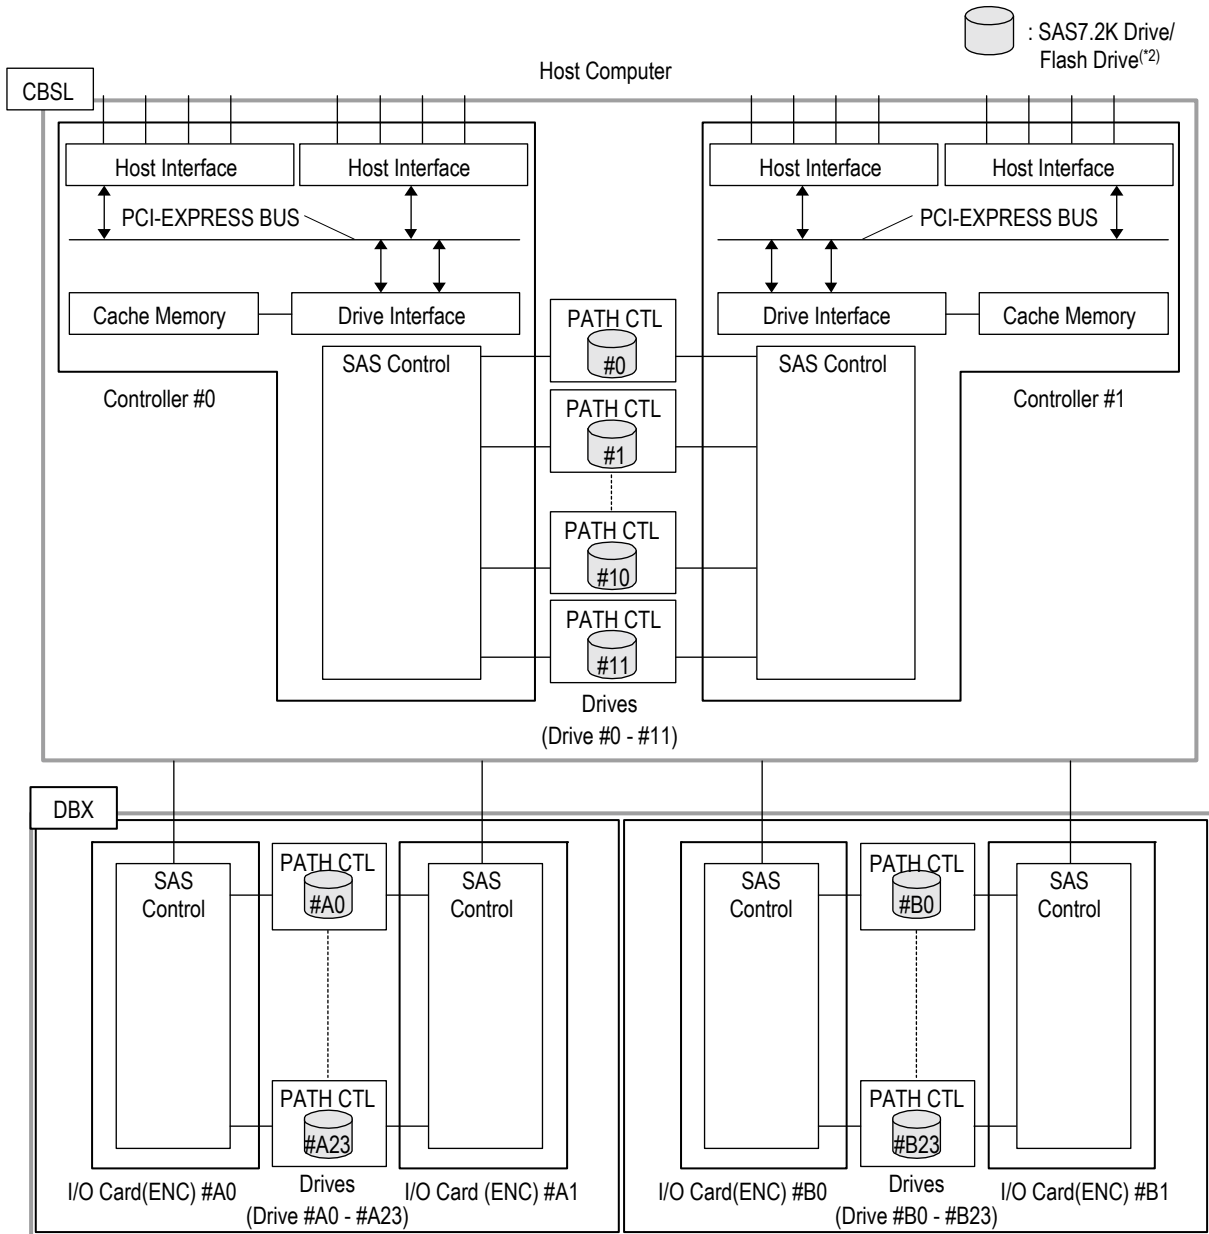 : SAS7.2K Drive/
Flash Drive(*2)
Host Computer
CBSL
Host Interface
Host Interface
Host Interface
Host Interface
PCI-EXPRESS BUS
PCI-EXPRESS BUS
Cache Memory
Drive Interface
Drive Interface
Cache Memory
PATH CTL
#0
SAS Control
SAS Control
Controller #0
Controller #1
PATH CTL
#1
PATH CTL
#10
PATH CTL
#11
Drives
(Drive #0 - #11)
DBX
SAS
Control
PATH CTL
#A0
SAS
Control
SAS
Control
PATH CTL
#B0
SAS
Control
PATH CTL
#A23
PATH CTL
#B23
I/O Card(ENC) #A0
Drives
I/O Card (ENC) #A1
(Drive #A0 - #A23)
I/O Card(ENC) #B0
Drives
I/O Card(ENC) #B1
(Drive #B0 - #B23)